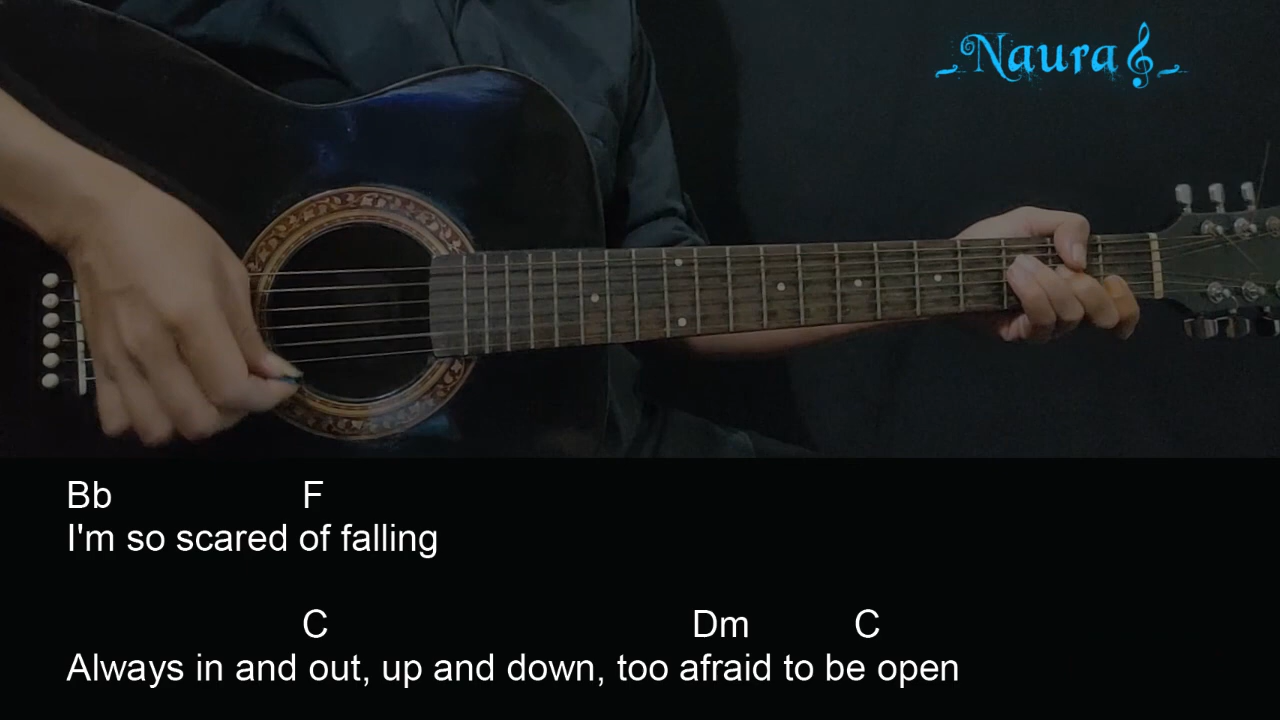 Naura
Bb F
I'm so scared of falling
C Dm C
Always in and out, up and down, too afraid to be open